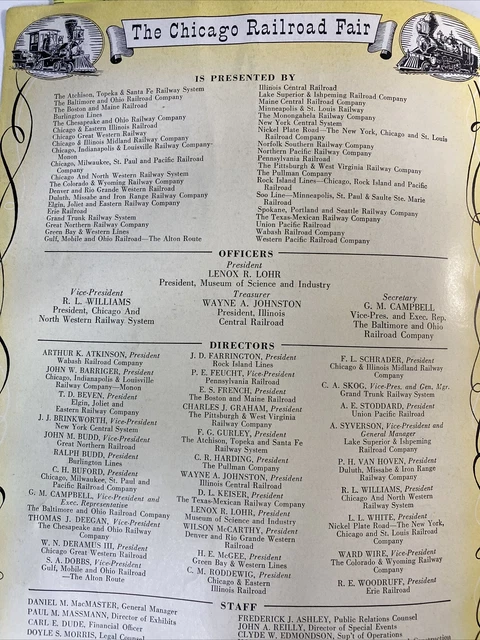 The Chicago Railroad Fair
IS PRESENTED BY
The Atchison, Topeka & Santa Fe Railway System
The Baltimore and Ohio Railroad Company
The Boston and Maine Railroad
Burlington Lines
The Chesapeake and Ohio Railway Company
Chicago & Eastern Illinois Railroad
Chicago Great Western Railway
Chicago & Illinois Midland Railway Company
Chicago, Indianapolis & Louisville Railway Company-
Monon
Chicago, Milwaukee, St. Paul and Pacific Railroad
Company
Chicago And North Western Railway System
The Colorado & Wyoming Railway Company
Denver and Rio Grande Western Railroad
Duluth, Missabe and Iron Range Railway Company
Elgin, Joliet and Eastern Railway Company
Erie Railroad
Grand Trunk Railway System
Great Northern Railway Company
Green Bay & Western Lines
Gulf, Mobile and Ohio Railroad—The Alton Route
Illinois Central Railroad
Lake Superior & Ishpeming Railroad Company
Maine Central Railroad Company
Minneapolis & St. Louis Railway
The Monongahela Railway Company
New York Central System
Nickel Plate Road—The New York, Chicago and St. Louis
Railroad Company
Norfolk Southern Railway Company
Northern Pacific Railway Company
Pennsylvania Railroad
The Pittsburgh & West Virginia Railway Company
The Pullman Company
Rock Island Lines—Chicago, Rock Island and Pacific
Railroad
Soo Line—Minneapolis, St. Paul & Saulte Ste. Marie
Railroad
Spokane, Portland and Seattle Railway Company
The Texas-Mexican Railway Company
Union Pacific Railroad
Wabash Railroad Company
Western Pacific Railroad Company
OFFICERS
President
LENOX R. LOHR
President, Museum of Science and Industry
Vice-President
R. L. WILLIAMS
President, Chicago And
North Western Railway System
Treasurer
WAYNE A. JOHNSTON
President, Illinois
Central Railroad
Secretary
G. M. CAMPBELL
Vice-Pres. and Exec. Rep.
The Baltimore and Ohio
Railroad Company
DIRECTORS
ARTHUR K. ATKINSON, President
Wabash Railroad Company
JOHN W. BARRIGER, President
Chicago, Indianapolis & Louisville
Railway Company—Monon
T. D. BEVEN, President
Elgin, Joliet and
Eastern Railway Company
J. J. BRINKWORTH, Vice-President
New York Central System
JOHN M. BUDD, Vice-President
Great Northern Railroad
RALPH BUDD, President
Burlington Lines
C. H. BUFORD, President
Chicago, Milwaukee, St. Paul and
Pacific Railroad Company
G. M. CAMPBELL, Vice-President and
Exec. Representative
The Baltimore and Ohio Railroad Company
THOMAS J. DEEGAN, Vice-President
The Chesapeake and Ohio Railway
Company
W. N. DERAMUS III, President
Chicago Great Western Railroad
S. A. DOBBS, Vice-President
Gulf, Mobile and Ohio Railroad
—The Alton Route
J. D. FARRINGTON, President
Rock Island Lines
P. E. FEUCHT, Vice-President
Pennsylvania Railroad
E. S. FRENCH, President
The Boston and Maine Railroad
CHARLES J. GRAHAM, President
The Pittsburgh & West Virginia
Railway Company
F. G. GURLEY, President
The Atchison, Topeka and Santa Fe
Railway System
C. R. HARDING, President
The Pullman Company
WAYNE A. JOHNSTON, President
Illinois Central Railroad
D. L. KEISER, President
The Texas-Mexican Railway Company
LENOX R. LOHR, President
Museum of Science and Industry
WILSON McCARTHY, President
Denver and Rio Grande Western
Railroad
H. E. McGEE, President
Green Bay & Western Lines
C. M. RODDEWIG, President
Chicago & Eastern
Illinois Railroad
F. L. SCHRADER, President
Chicago & Illinois Midland Railway
Company
C. A. SKOG, Vice-Pres. and Gen. Mgr.
Grand Trunk Railway System
A. E. STODDARD, President
Union Pacific Railroad
A. SYVERSON, Vice-President and
General Manager
Lake Superior & Ishpeming
Railroad Company
P. H. VAN HOVEN, President
Duluth, Missabe & Iron Range
Railway Company
R. L. WILLIAMS, President
Chicago And North Western
Railway System
L. L. WHITE, President
Nickel Plate Road—The New York,
Chicago and St. Louis Railroad
Company
WARD WIRE, Vice-President
The Colorado & Wyoming Railway
Company
R. E. WOODRUFF, President
Erie Railroad
STAFF
DANIEL M. MacMASTER, General Manager
PAUL M. MASSMANN, Director of Exhibits
CARL E. DUDE, Financial Officer
DOYLE S. MORRIS, Legal Counsel
FREDERICK J. ASHLEY, Public Relations Counsel
JOHN A. REILLY, Director of Special Events
CLYDE W. EDMONDSON, Sp't of Operations